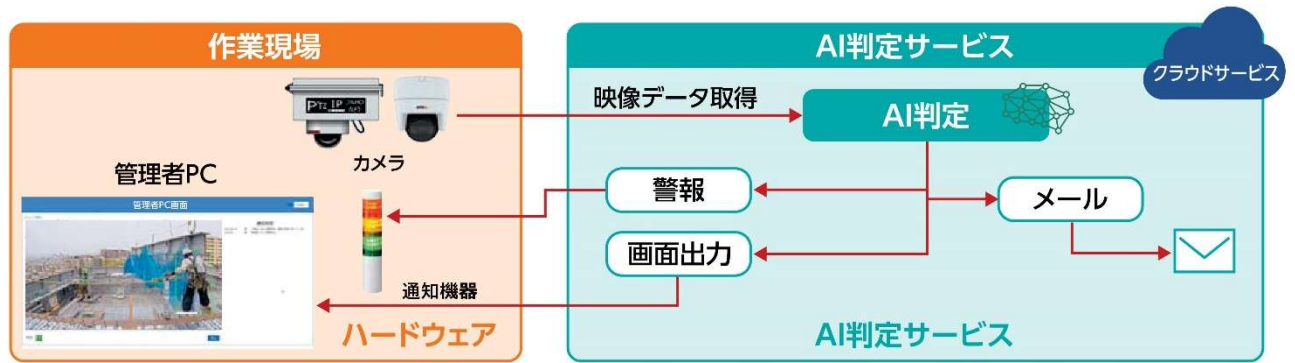 作業現場
AI判定サービス
クラウドサービス
PTZ IP
映像データ取得
AI判定
カメラ
管理者PC
管理者PC画面
警報
メール
画面出力
通知機器
ハードウェア
AI判定サービス